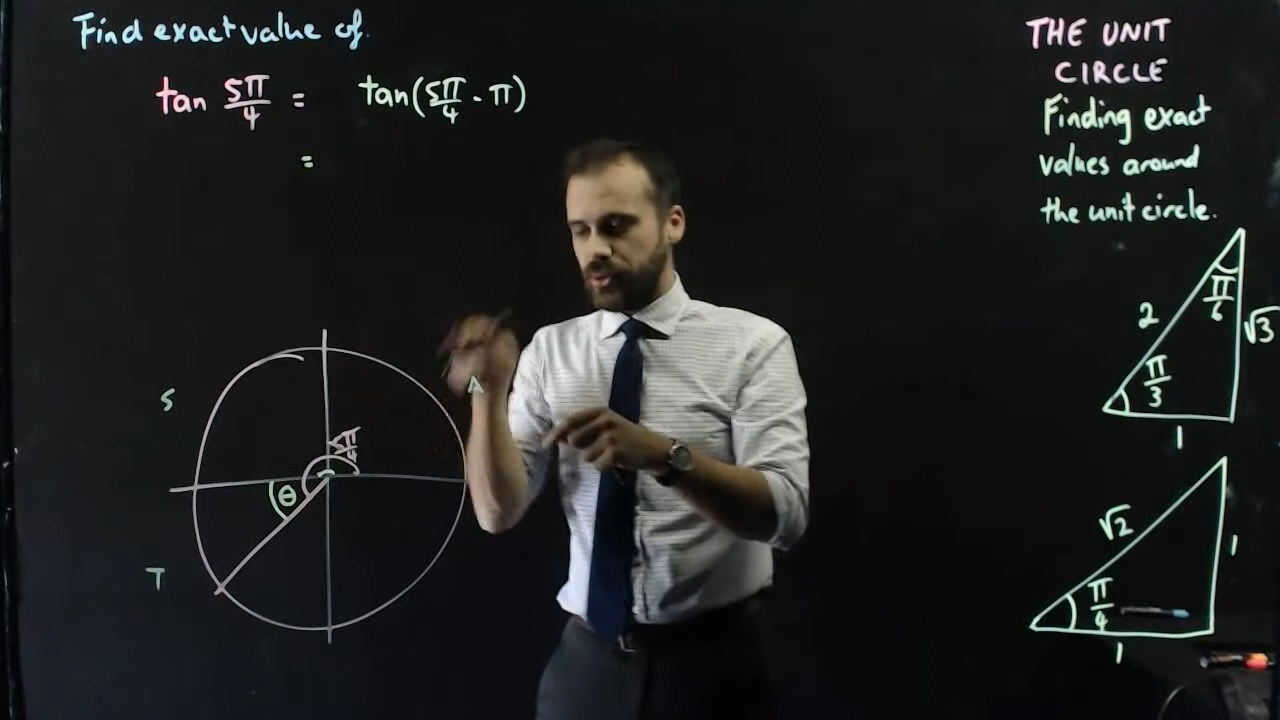 Find exact value of.
tan 5π/4 = tan(5π/4 - π)
=
S
A
5π/4
θ
T
THE UNIT
CIRCLE
Finding exact
values around
the unit circle.
π/6
2
√3
π/3
1
√2
1
π/4
1